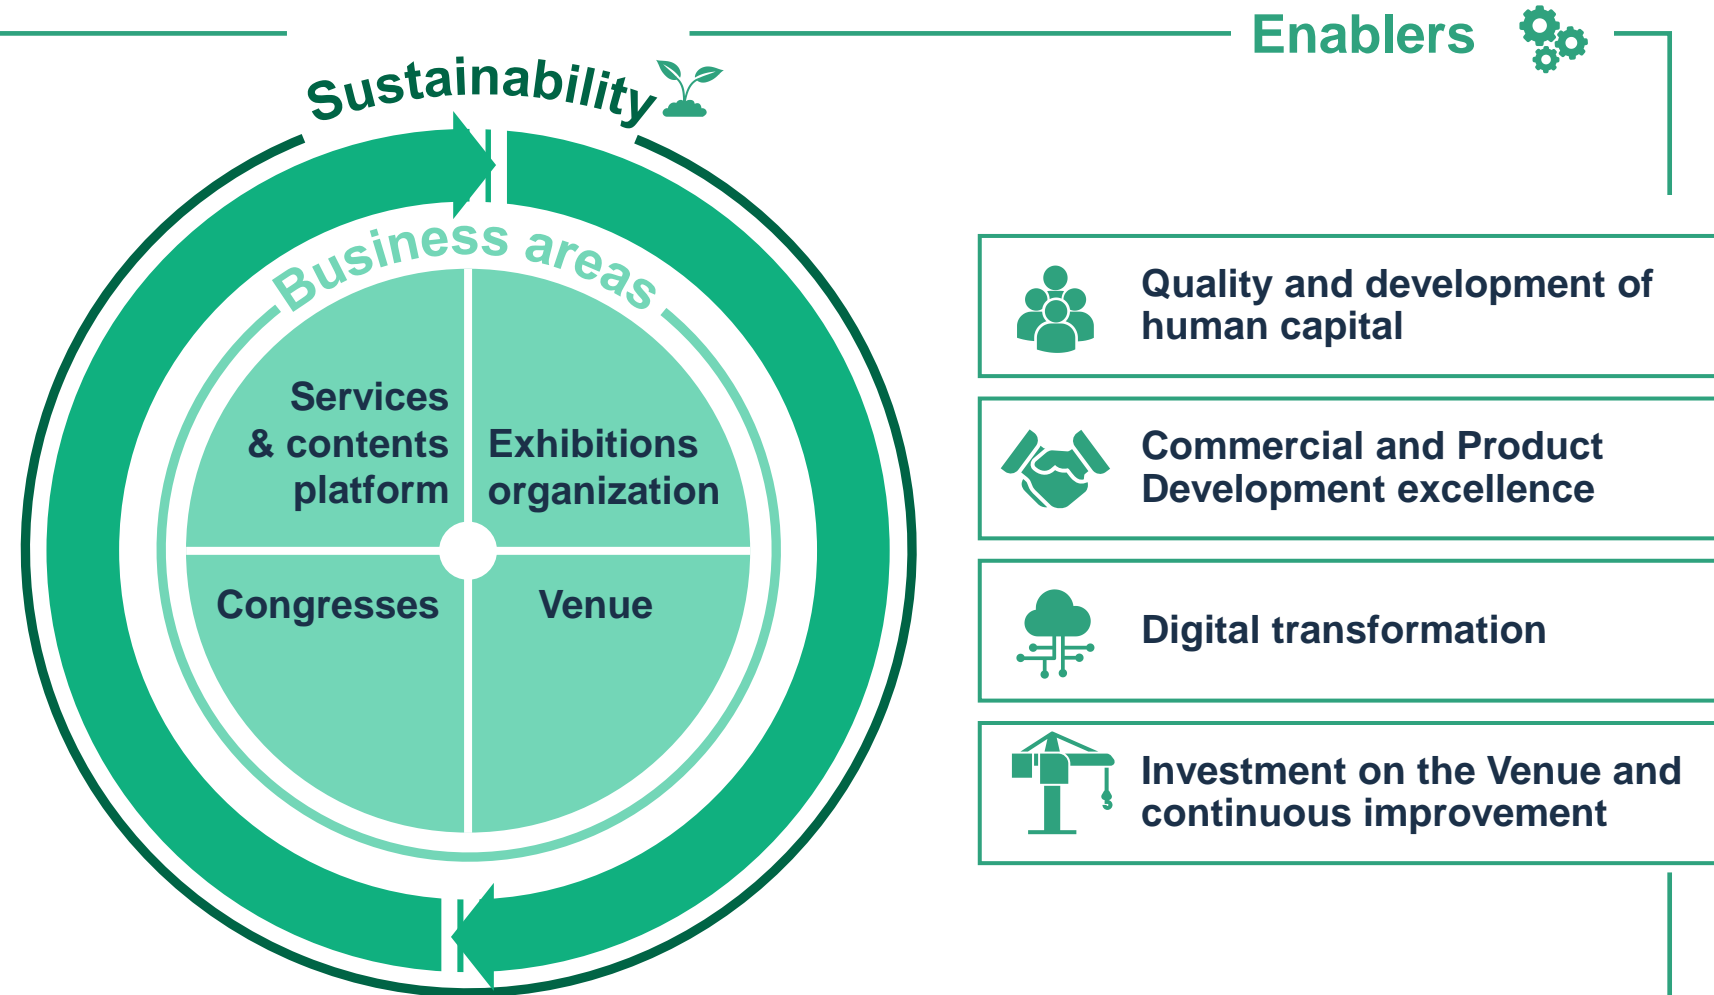 Enablers
Sustainability
Business areas
Services
& contents
platform
Exhibitions
organization
Congresses
Venue
Quality and development of
human capital
Commercial and Product
Development excellence
Digital transformation
Investment on the Venue and
continuous improvement